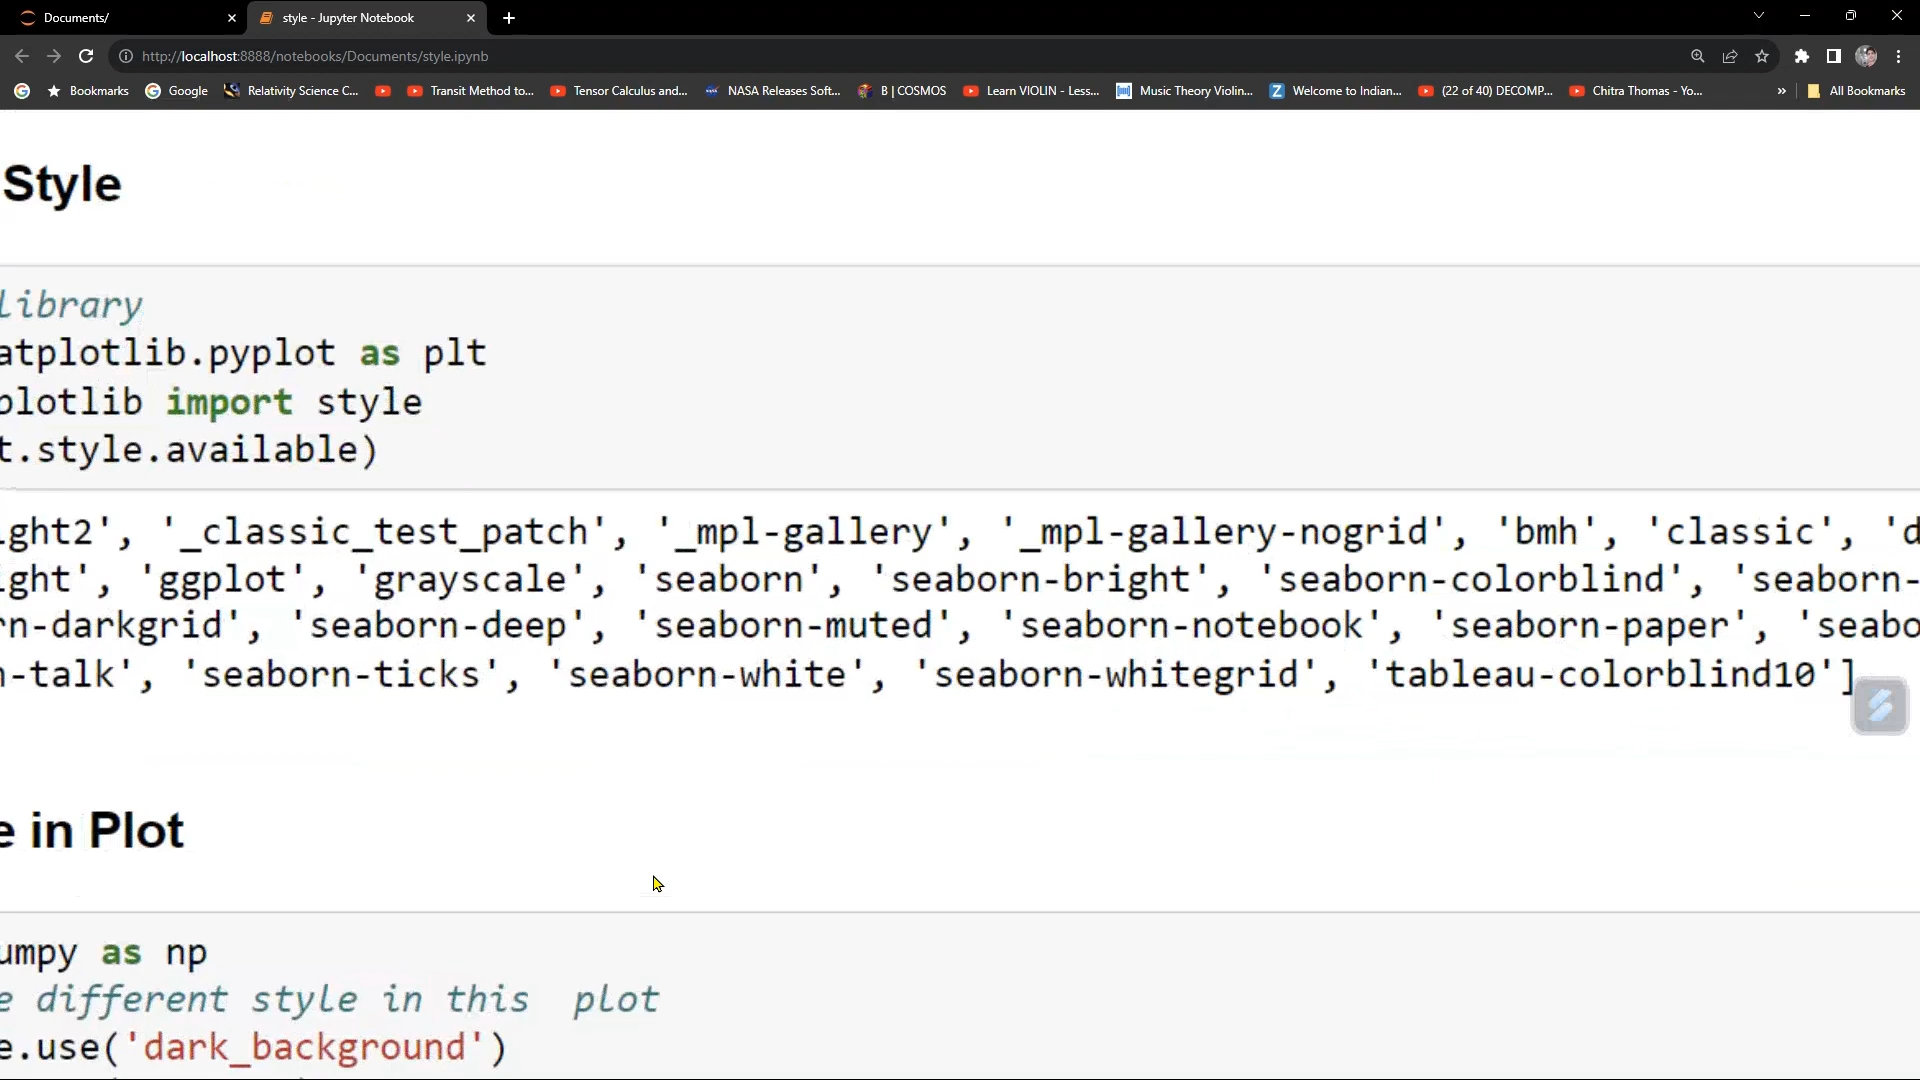 Documents/
style - Jupyter Notebook
http://localhost:8888/notebooks/Documents/style.ipynb
Bookmarks Google Relativity Science C... Transit Method to... Tensor Calculus and... NASA Releases Soft... B | COSMOS Learn VIOLIN - Less... Music Theory Violin... Welcome to Indian... (22 of 40) DECOMP... Chitra Thomas - Yo... » All Bookmarks
Style
library
atplotlib.pyplot as plt
plotlib import style
t.style.available)
ght2', '_classic_test_patch', '_mpl-gallery', '_mpl-gallery-nogrid', 'bmh', 'classic', 'd
ight', 'ggplot', 'grayscale', 'seaborn', 'seaborn-bright', 'seaborn-colorblind', 'seaborn-
rn-darkgrid', 'seaborn-deep', 'seaborn-muted', 'seaborn-notebook', 'seaborn-paper', 'seabo
n-talk', 'seaborn-ticks', 'seaborn-white', 'seaborn-whitegrid', 'tableau-colorblind10']
e in Plot
umpy as np
e different style in this plot
e.use('dark_background')